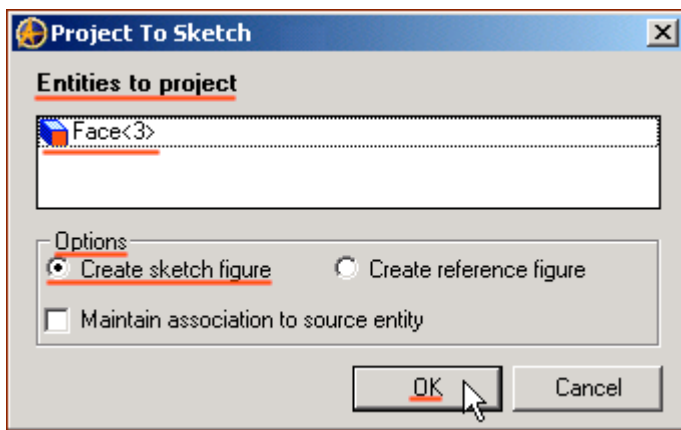 Project To Sketch
Entities to project
Face<3>
Options
Create sketch figure
Create reference figure
Maintain association to source entity
OK
Cancel